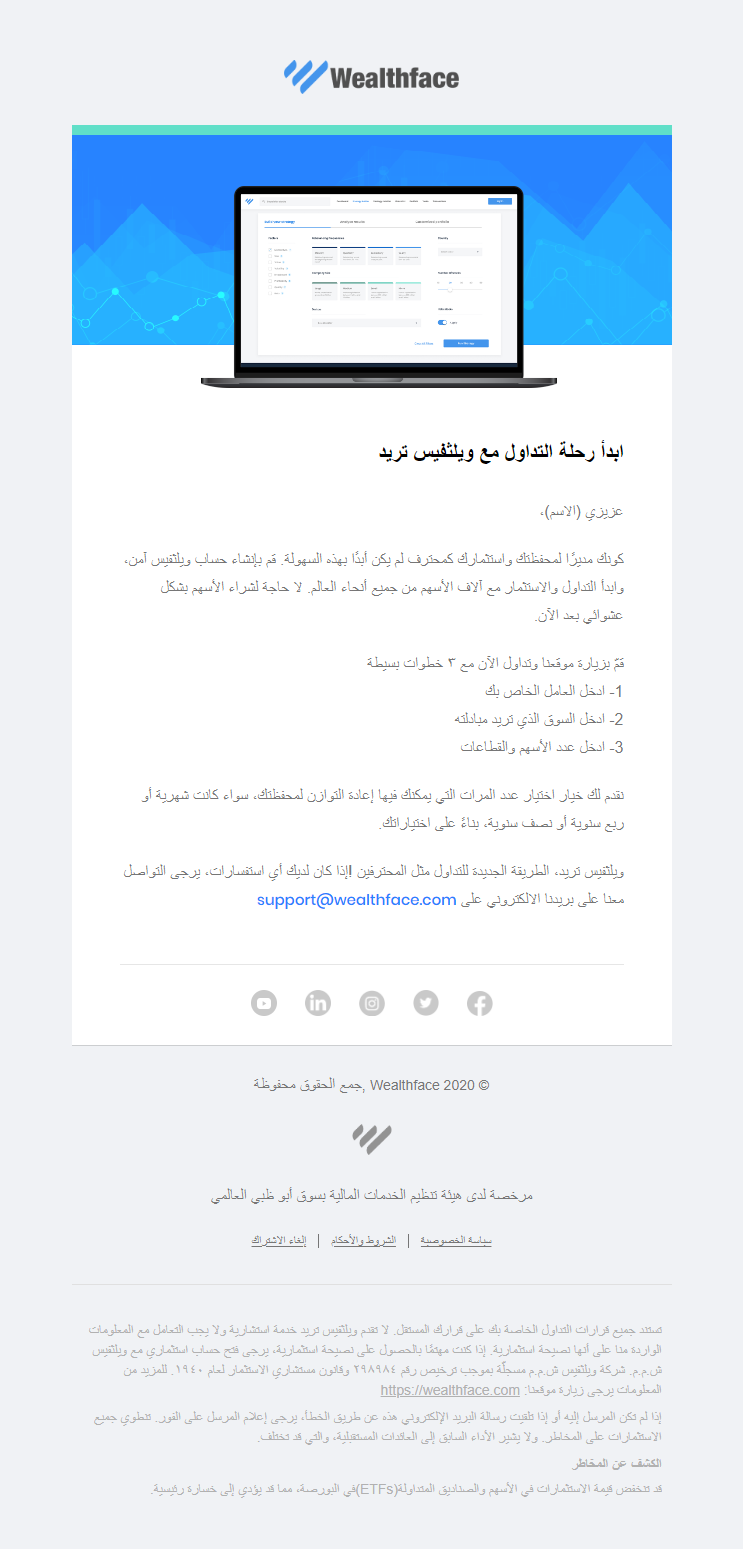 Wealthface
ابدأ رحلة التداول مع ويلثفيس تريد
عزيزي (الاسم)،
كونك مديرًا لمحفظتك واستثمارك كمحترف لم يكن أبدًا بهذه السهولة. قم بإنشاء حساب ويلثفيس آمن،
وابدأ التداول والاستثمار مع آلاف الأسهم من جميع أنحاء العالم. لا حاجة لشراء الأسهم بشكل
عشوائي بعد الآن.
قمّ بزيارة موقعنا وتداول الآن مع ٣ خطوات بسيطة
1- ادخل العامل الخاص بك
2- ادخل السوق الذي تريد مبادلته
3- ادخل عدد الأسهم والقطاعات
نقدم لك خيار اختيار عدد المرات التي يمكنك فيها إعادة التوازن لمحفظتك، سواء كانت شهرية أو
ربع سنوية أو نصف سنوية، بناءً على اختياراتك.
ويلثفيس تريد، الطريقة الجديدة للتداول مثل المحترفين !إذا كان لديك أي استفسارات، يرجى التواصل
معنا على بريدنا الالكتروني على support@wealthface.com
© Wealthface 2020 ,جمع الحقوق محفوظة
مرخصة لدى هيئة تنظيم الخدمات المالية بسوق أبو ظبي العالمي
سياسة الخصوصية | الشروط والأحكام | إلغاء الاشتراك
تستند جميع قرارات التداول الخاصة بك على قرارك المستقل. لا تقدم ويلثفيس تريد خدمة استشارية ولا يجب التعامل مع المعلومات
الواردة منا على أنها نصيحة استثمارية. إذا كنت مهتمًا بالحصول على نصيحة استثمارية، يرجى فتح حساب استثماري مع ويلثفيس
ش.م.م. شركة ويلثفيس ش.م.م مسجلّة بموجب ترخيص رقم ٢٩٨٩٨٤ وقانون مستشاري الاستثمار لعام ١٩٤٠. للمزيد من
المعلومات يرجى زيارة موقعنا: https://wealthface.com
إذا لم تكن المرسل إليه أو إذا تلقيت رسالة البريد الإلكتروني هذه عن طريق الخطأ، يرجى إعلام المرسل على الفور. تنطوي جميع
الاستثمارات على المخاطر. ولا يشير الأداء السابق إلى العائدات المستقبلية، والتي قد تختلف.
الكشف عن المخاطر
قد تنخفض قيمة الاستثمارات في الأسهم والصناديق المتداولة(ETFs)في البورصة، مما قد يؤدي إلى خسارة رئيسية.